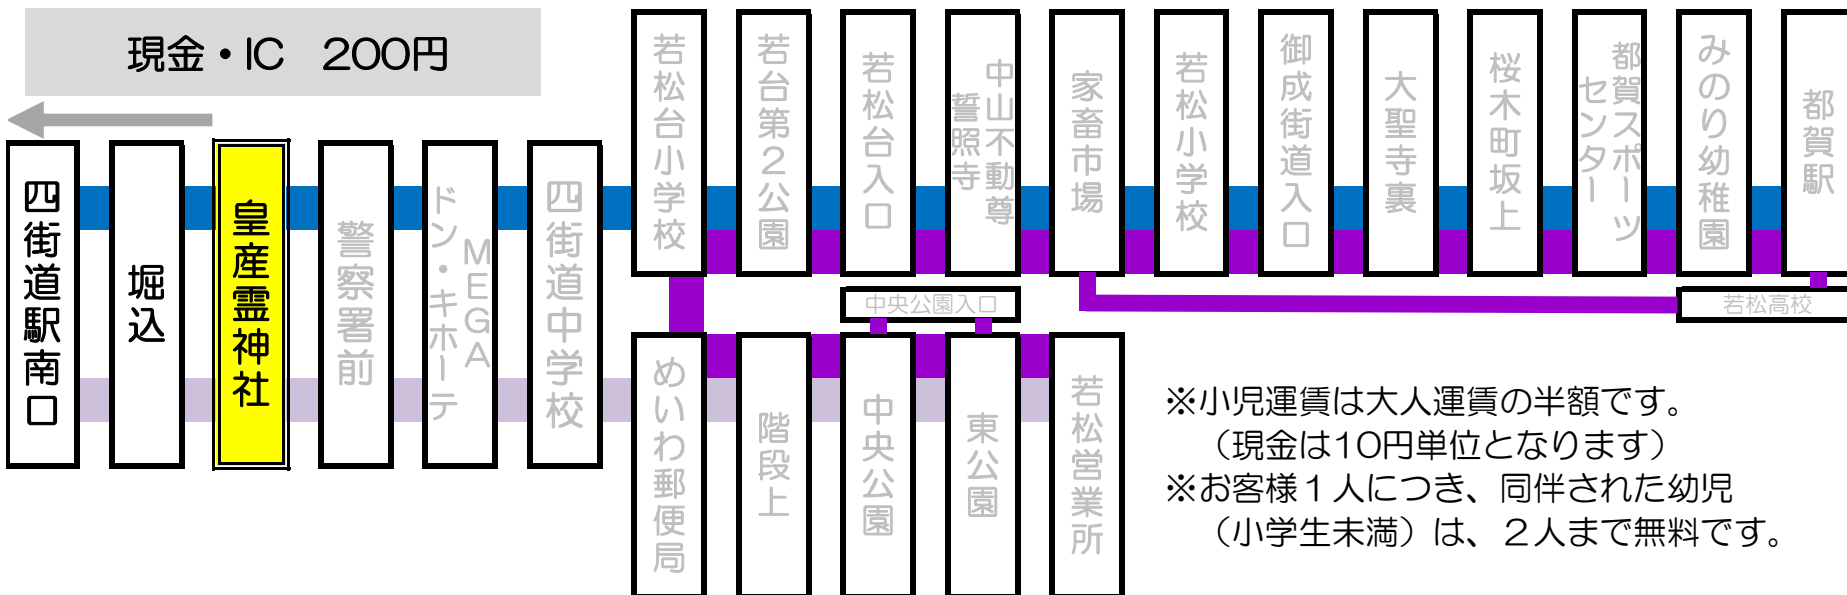 現金・IC　200円
四街道駅南口
堀込
皇産霊神社
警察署前
MEGA
ドン・キホーテ
四街道中学校
若松台小学校
若台第2公園
若松台入口
中山不動尊
誓照寺
家畜市場
若松小学校
御成街道入口
大聖寺裏
桜木町坂上
都賀スポーツ
センター
みのり幼稚園
都賀駅
中央公園入口
若松高校
めいわ郵便局
階段上
中央公園
東公園
若松営業所
※小児運賃は大人運賃の半額です。
（現金は10円単位となります）
※お客様１人につき、同伴された幼児
（小学生未満）は、２人まで無料です。